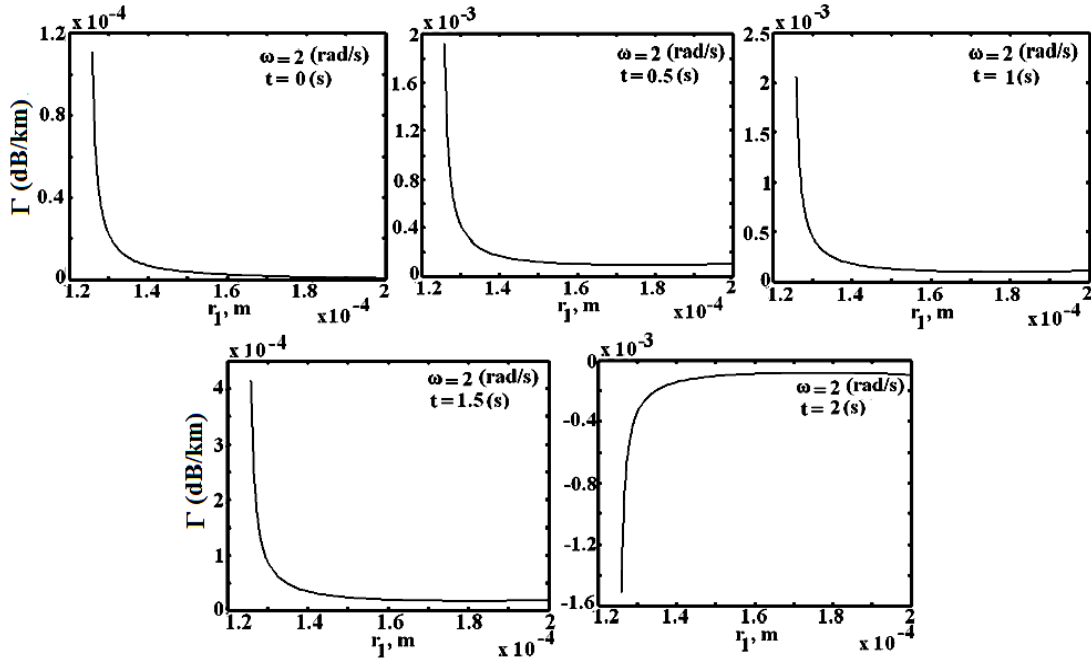 x 10⁻⁴
x 10⁻³
x 10⁻³
1.2
0.8
0.4
0
Γ (dB/km)
ω=2 (rad/s)
t=0 (s)
1.2
1.4
1.6
1.8
2
r₁, m
x10⁻⁴
2
1.6
1.2
0.8
0.4
0
ω=2 (rad/s)
t=0.5 (s)
1.2
1.4
1.6
1.8
2
r₁, m
x10⁻⁴
2.5
2
1.5
1
0.5
0
ω=2 (rad/s)
t= 1(s)
1.2
1.4
1.6
1.8
2
r₁, m
x 10⁻⁴
x 10⁻⁴
4
3
2
1
0
Γ (dB/km)
ω=2 (rad/s)
t=1.5 (s)
1.2
1.4
1.6
1.8
2
r₁, m
x 10⁻⁴
x 10⁻³
0
-0.4
-0.8
-1.2
-1.6
ω=2 (rad/s)
t= 2(s)
1.2
1.4
1.6
1.8
2
r₁, m
x 10⁻⁴